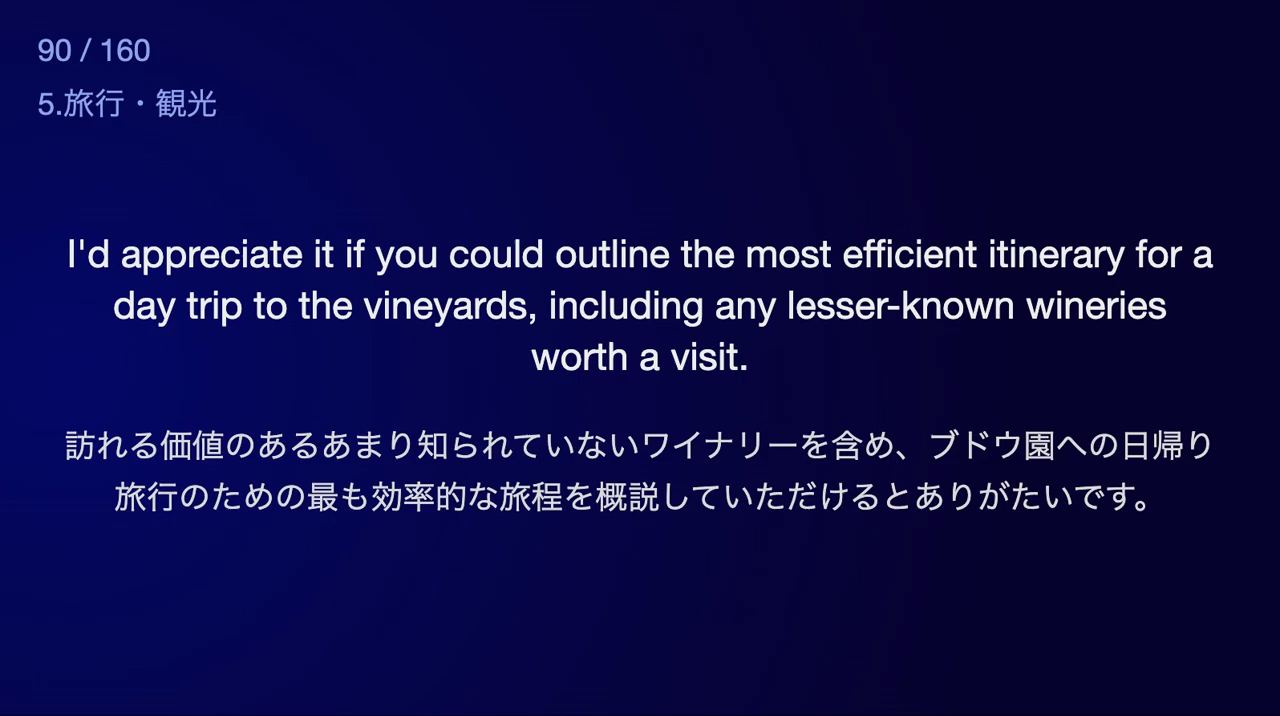 90 / 160
5.旅行・観光
I'd appreciate it if you could outline the most efficient itinerary for a
day trip to the vineyards, including any lesser-known wineries
worth a visit.
訪れる価値のあるあまり知られていないワイナリーを含め、ブドウ園への日帰り
旅行のための最も効率的な旅程を概説していただけるとありがたいです。